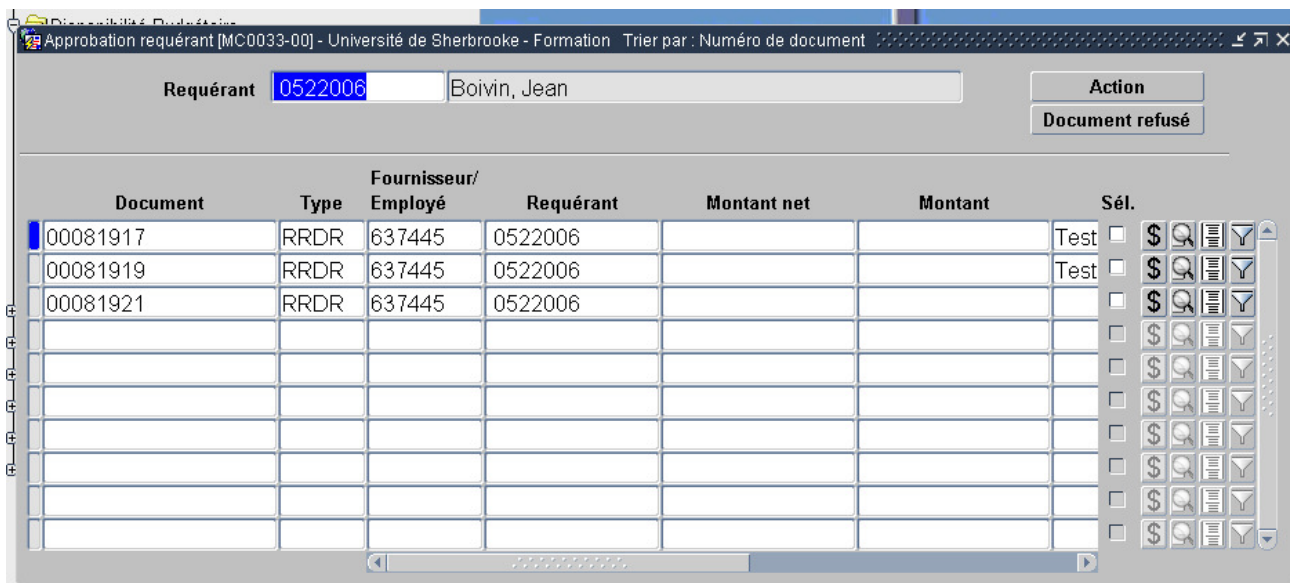 Disponibilité Budgétaire
Approbation requérant [MC0033-00] - Université de Sherbrooke - Formation Trier par : Numéro de document
Requérant 0522006 Boivin, Jean Action
Document refusé
Fournisseur/
Document Type Employé Requérant Montant net Montant Sél.
00081917 RRDR 637445 0522006 Test $
00081919 RRDR 637445 0522006 Test $
00081921 RRDR 637445 0522006 $
$
$
$
$
$
$
$